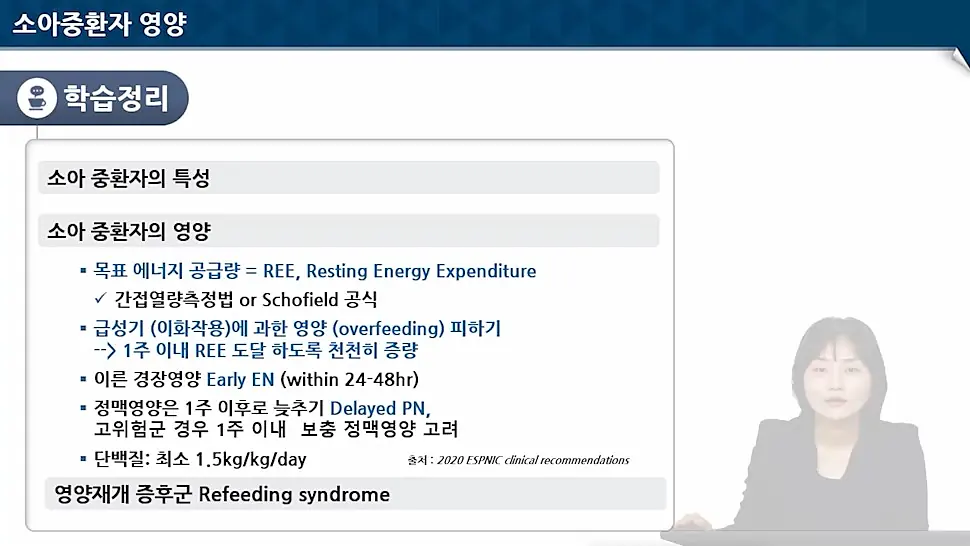 소아중환자 영양
학습정리
소아 중환자의 특성
소아 중환자의 영양
▪ 목표 에너지 공급량 = REE, Resting Energy Expenditure
✓ 간접열량측정법 or Schofield 공식
▪ 급성기 (이화작용)에 과한 영양 (overfeeding) 피하기
--> 1주 이내 REE 도달 하도록 천천히 증량
▪ 이른 경장영양 Early EN (within 24-48hr)
▪ 정맥영양은 1주 이후로 늦추기 Delayed PN,
고위험군 경우 1주 이내 보충 정맥영양 고려
▪ 단백질: 최소 1.5kg/kg/day
출처 : 2020 ESPNIC clinical recommendations
영양재개 증후군 Refeeding syndrome